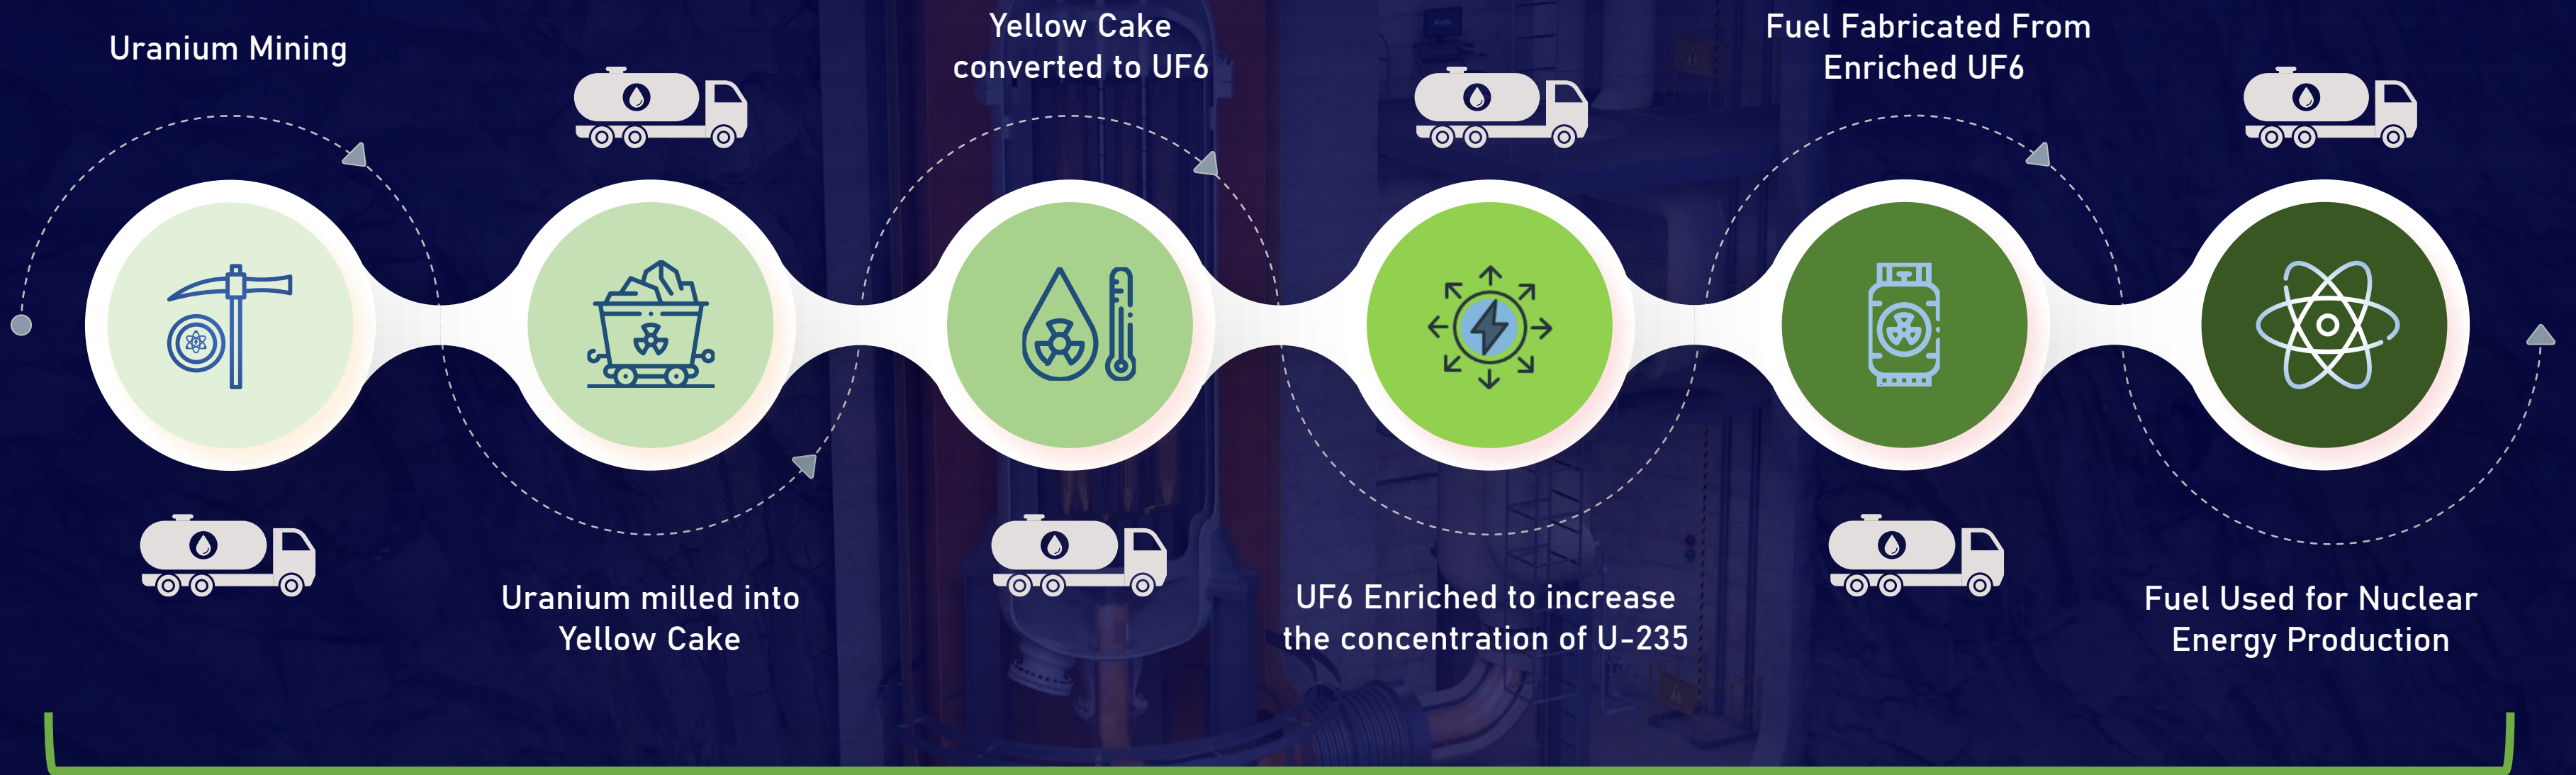 Uranium Mining
Uranium milled into
Yellow Cake
Yellow Cake
converted to UF6
UF6 Enriched to increase
the concentration of U-235
Fuel Fabricated From
Enriched UF6
Fuel Used for Nuclear
Energy Production